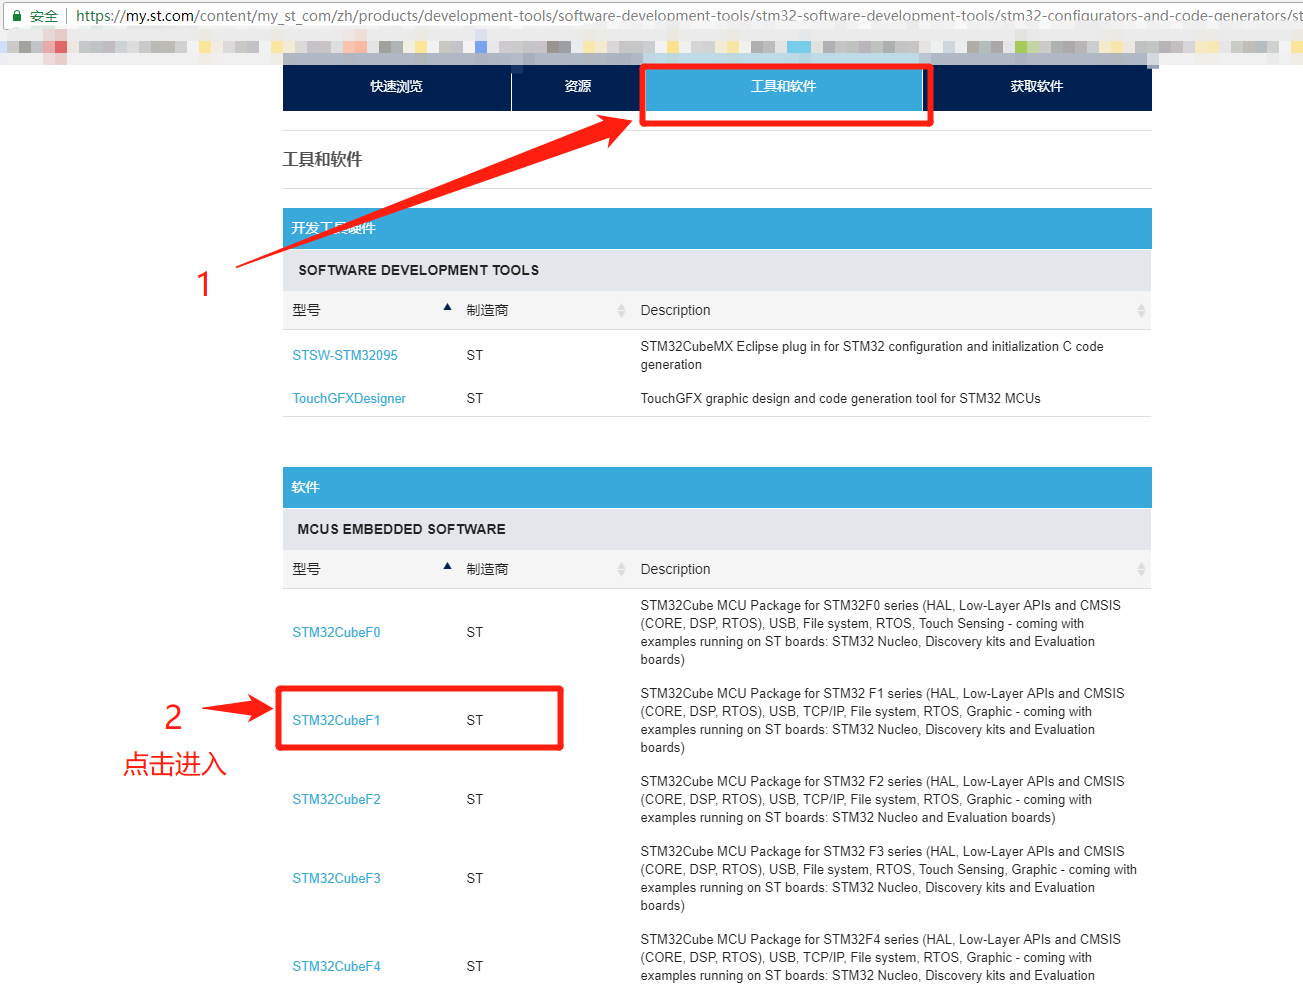 安全 https://my.st.com/content/my_st_com/zh/products/development-tools/software-development-tools/stm32-software-development-tools/stm32-configurators-and-code-generators/st
快速浏览 资源 工具和软件 获取软件
工具和软件
开发工具硬件
1
SOFTWARE DEVELOPMENT TOOLS
型号 制造商 Description
STSW-STM32095 ST STM32CubeMX Eclipse plug in for STM32 configuration and initialization C code
generation
TouchGFXDesigner ST TouchGFX graphic design and code generation tool for STM32 MCUs
软件
MCUS EMBEDDED SOFTWARE
型号 制造商 Description
STM32CubeF0 ST STM32Cube MCU Package for STM32F0 series (HAL, Low-Layer APIs and CMSIS
(CORE, DSP, RTOS), USB, File system, RTOS, Touch Sensing - coming with
examples running on ST boards: STM32 Nucleo, Discovery kits and Evaluation
boards)
2
点击进入
STM32CubeF1 ST STM32Cube MCU Package for STM32 F1 series (HAL, Low-Layer APIs and CMSIS
(CORE, DSP, RTOS), USB, TCP/IP, File system, RTOS, Graphic - coming with
examples running on ST boards: STM32 Nucleo, Discovery kits and Evaluation
boards)
STM32CubeF2 ST STM32Cube MCU Package for STM32 F2 series (HAL, Low-Layer APIs and CMSIS
(CORE, DSP, RTOS), USB, TCP/IP, File system, RTOS, Graphic - coming with
examples running on ST boards: STM32 Nucleo and Evaluation boards)
STM32CubeF3 ST STM32Cube MCU Package for STM32 F3 series (HAL, Low-Layer APIs and CMSIS
(CORE, DSP, RTOS), USB, File system, RTOS, Touch Sensing, Graphic - coming with
examples running on ST boards: STM32 Nucleo, Discovery kits and Evaluation
boards)
STM32CubeF4 ST STM32Cube MCU Package for STM32F4 series (HAL, Low-Layer APIs and CMSIS
(CORE, DSP, RTOS), USB, TCP/IP, File system, RTOS, Graphic - coming with
examples running on ST boards: STM32 Nucleo, Discovery kits and Evaluation